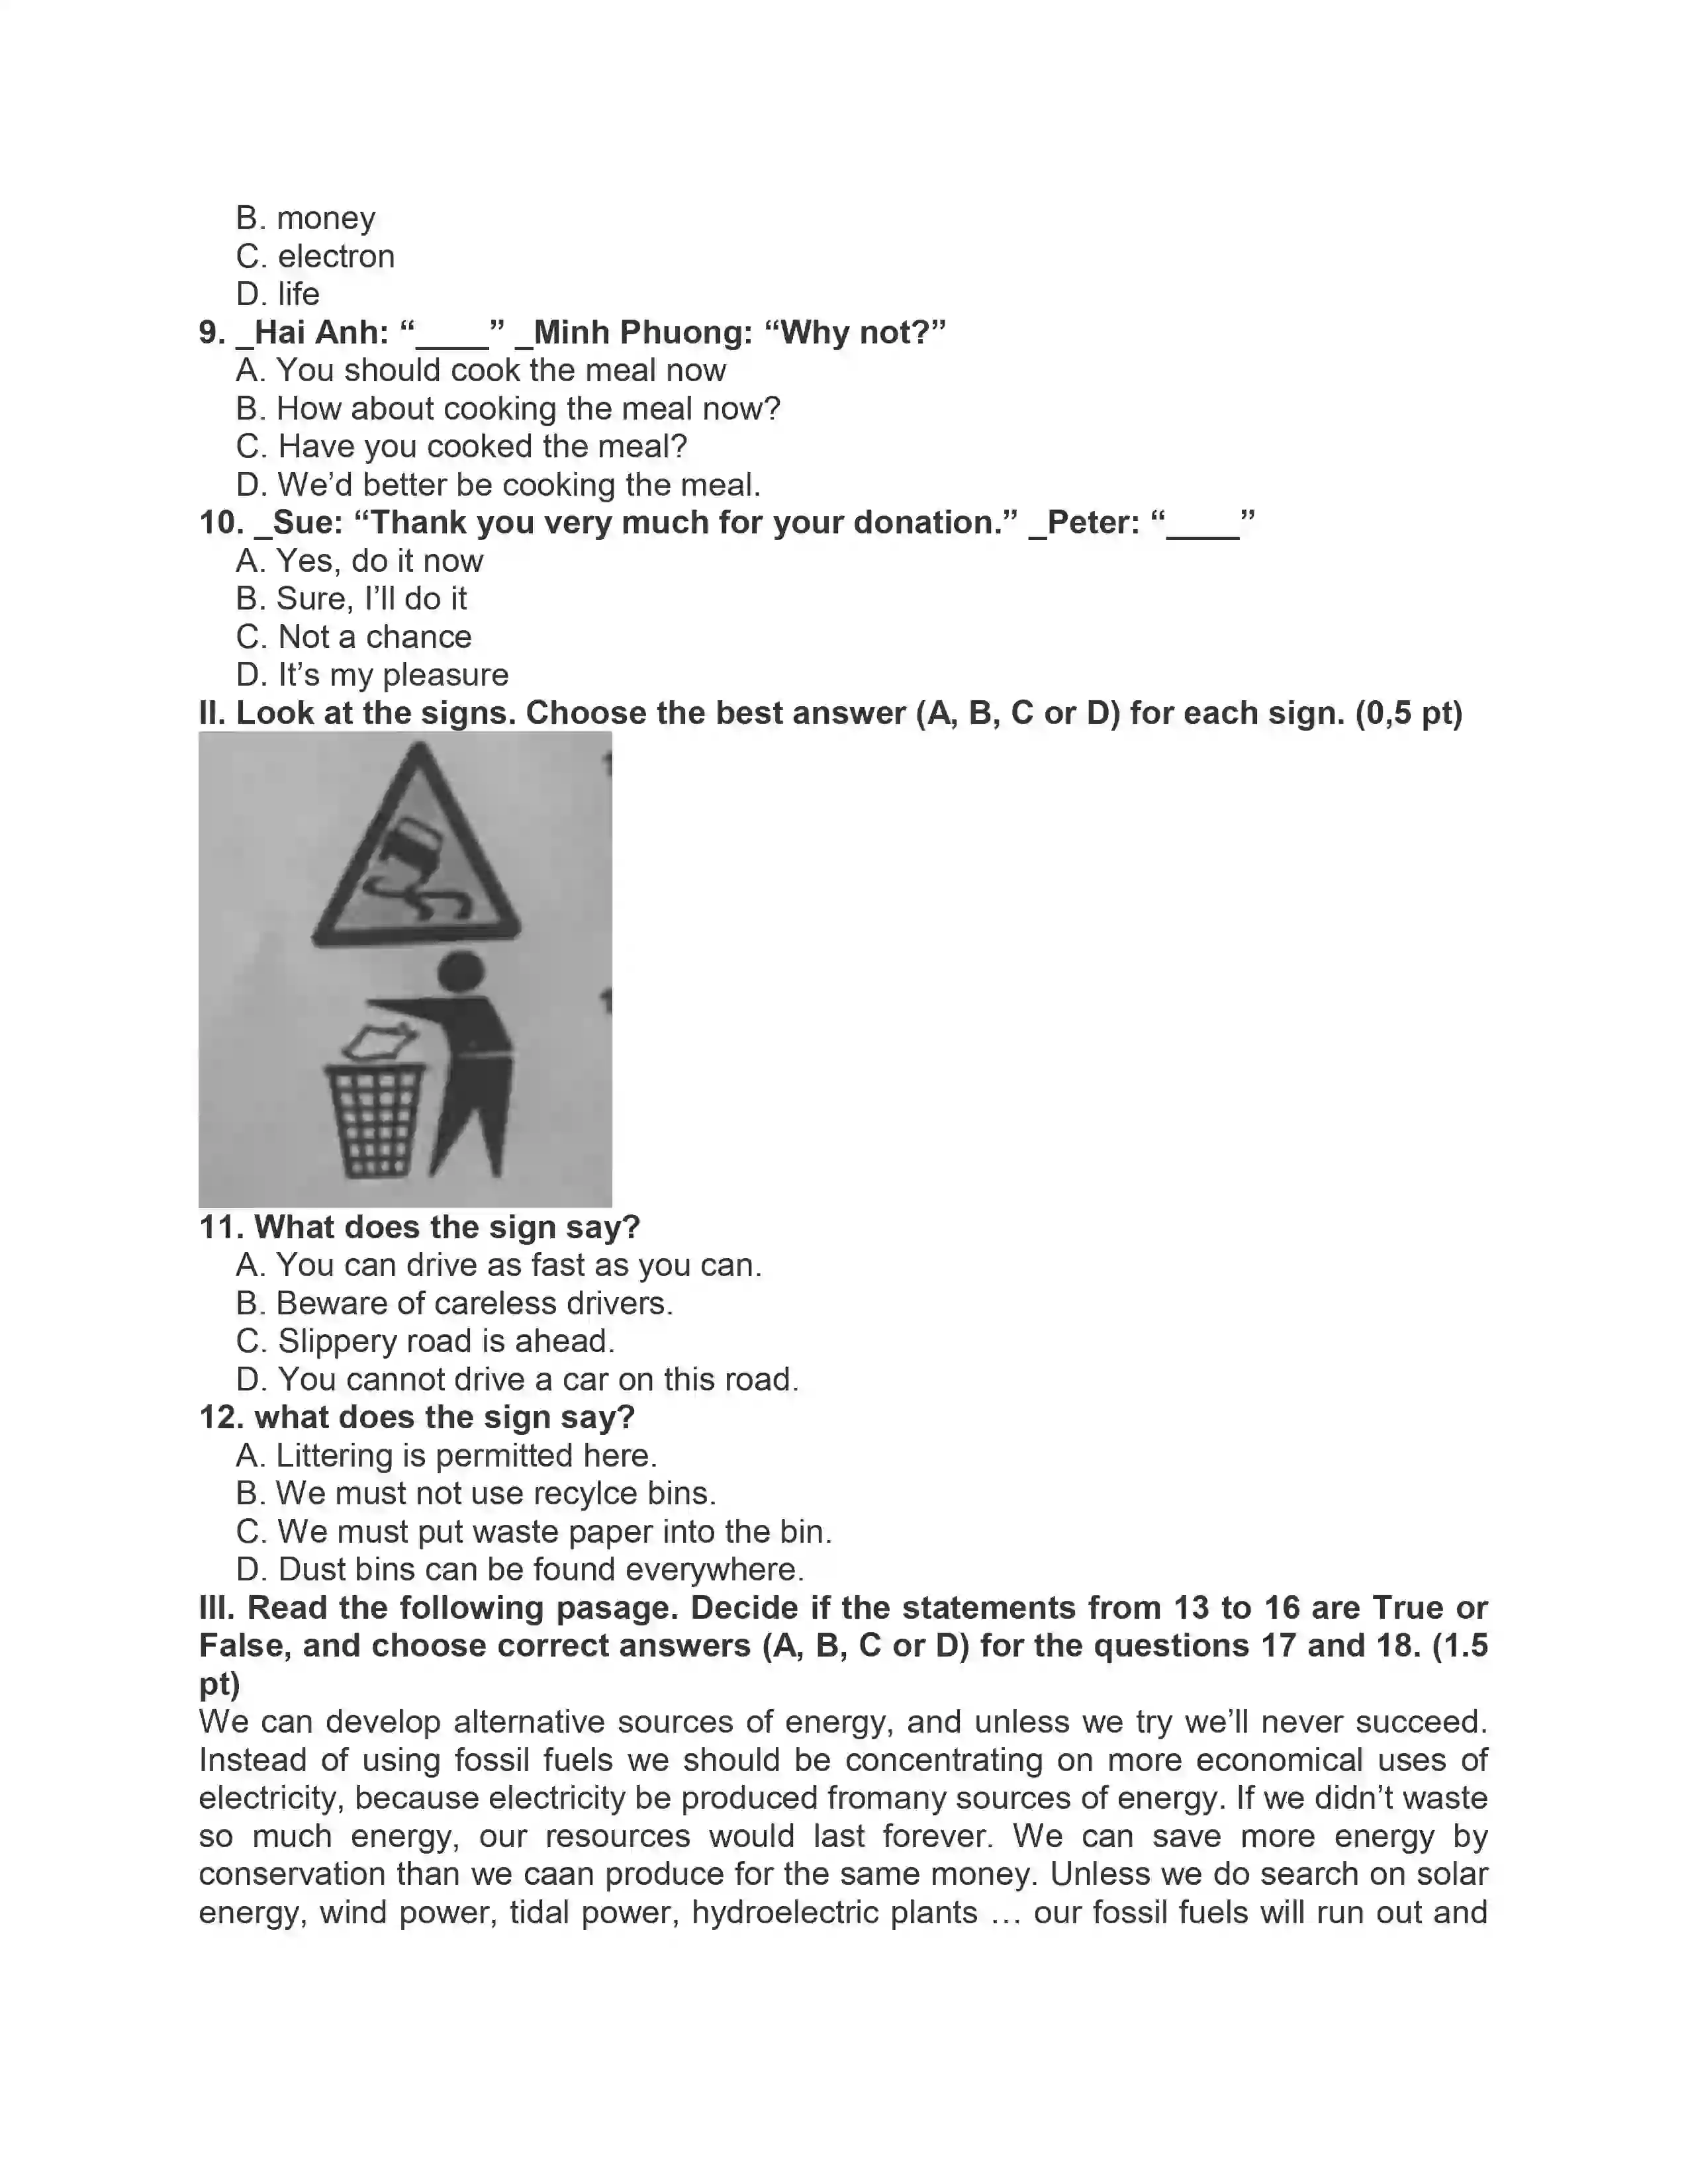 B. money
C. electron
D. life
9. _Hai Anh: “____” _Minh Phuong: “Why not?”
A. You should cook the meal now
B. How about cooking the meal now?
C. Have you cooked the meal?
D. We’d better be cooking the meal.
10. _Sue: “Thank you very much for your donation.” _Peter: “____”
A. Yes, do it now
B. Sure, I’ll do it
C. Not a chance
D. It’s my pleasure
II. Look at the signs. Choose the best answer (A, B, C or D) for each sign. (0,5 pt)
11. What does the sign say?
A. You can drive as fast as you can.
B. Beware of careless drivers.
C. Slippery road is ahead.
D. You cannot drive a car on this road.
12. what does the sign say?
A. Littering is permitted here.
B. We must not use recylce bins.
C. We must put waste paper into the bin.
D. Dust bins can be found everywhere.
III. Read the following pasage. Decide if the statements from 13 to 16 are True or
False, and choose correct answers (A, B, C or D) for the questions 17 and 18. (1.5
pt)
We can develop alternative sources of energy, and unless we try we’ll never succeed.
Instead of using fossil fuels we should be concentrating on more economical uses of
electricity, because electricity be produced fromany sources of energy. If we didn’t waste
so much energy, our resources would last forever. We can save more energy by
conservation than we caan produce for the same money. Unless we do search on solar
energy, wind power, tidal power, hydroelectric plants … our fossil fuels will run out and